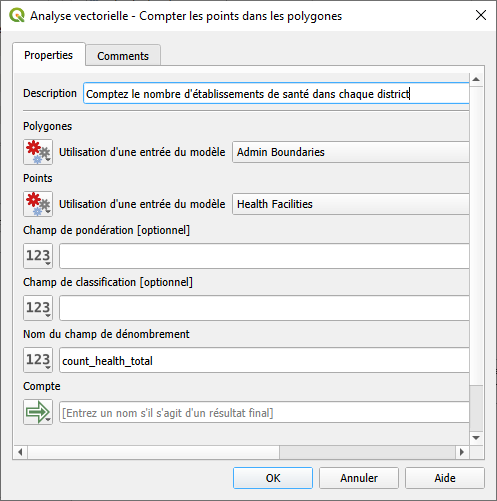 Analyse vectorielle - Compter les points dans les polygones
Properties
Comments
Description
Comptez le nombre d'établissements de santé dans chaque district
Polygones
Utilisation d'une entrée du modèle
Admin Boundaries
Points
Utilisation d'une entrée du modèle
Health Facilities
Champ de pondération [optionnel]
123
Champ de classification [optionnel]
123
Nom du champ de dénombrement
123
count_health_total
Compte
[Entrez un nom s'il s'agit d'un résultat final]
OK
Annuler
Aide